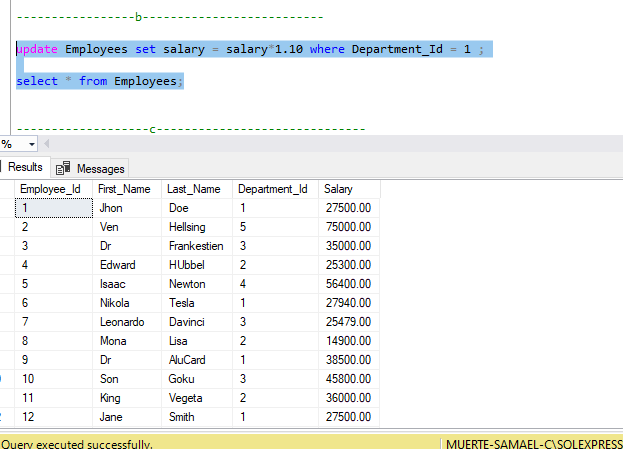 -----------------b--------------------------
update Employees set salary = salary*1.10 where Department_Id = 1 ;
select * from Employees;
-------------------c------------------------------
%
Results Messages
Employee_Id First_Name Last_Name Department_Id Salary
1 Jhon Doe 1 27500.00
2 Ven Hellsing 5 75000.00
3 Dr Frankestien 3 35000.00
4 Edward HUbbel 2 25300.00
5 Isaac Newton 4 56400.00
6 Nikola Tesla 1 27940.00
7 Leonardo Davinci 3 25479.00
8 Mona Lisa 2 14900.00
9 Dr AluCard 1 38500.00
10 Son Goku 3 45800.00
11 King Vegeta 2 36000.00
12 Jane Smith 1 27500.00
Query executed successfully. MUERTE-SAMAEL-C\SQLEXPRESS